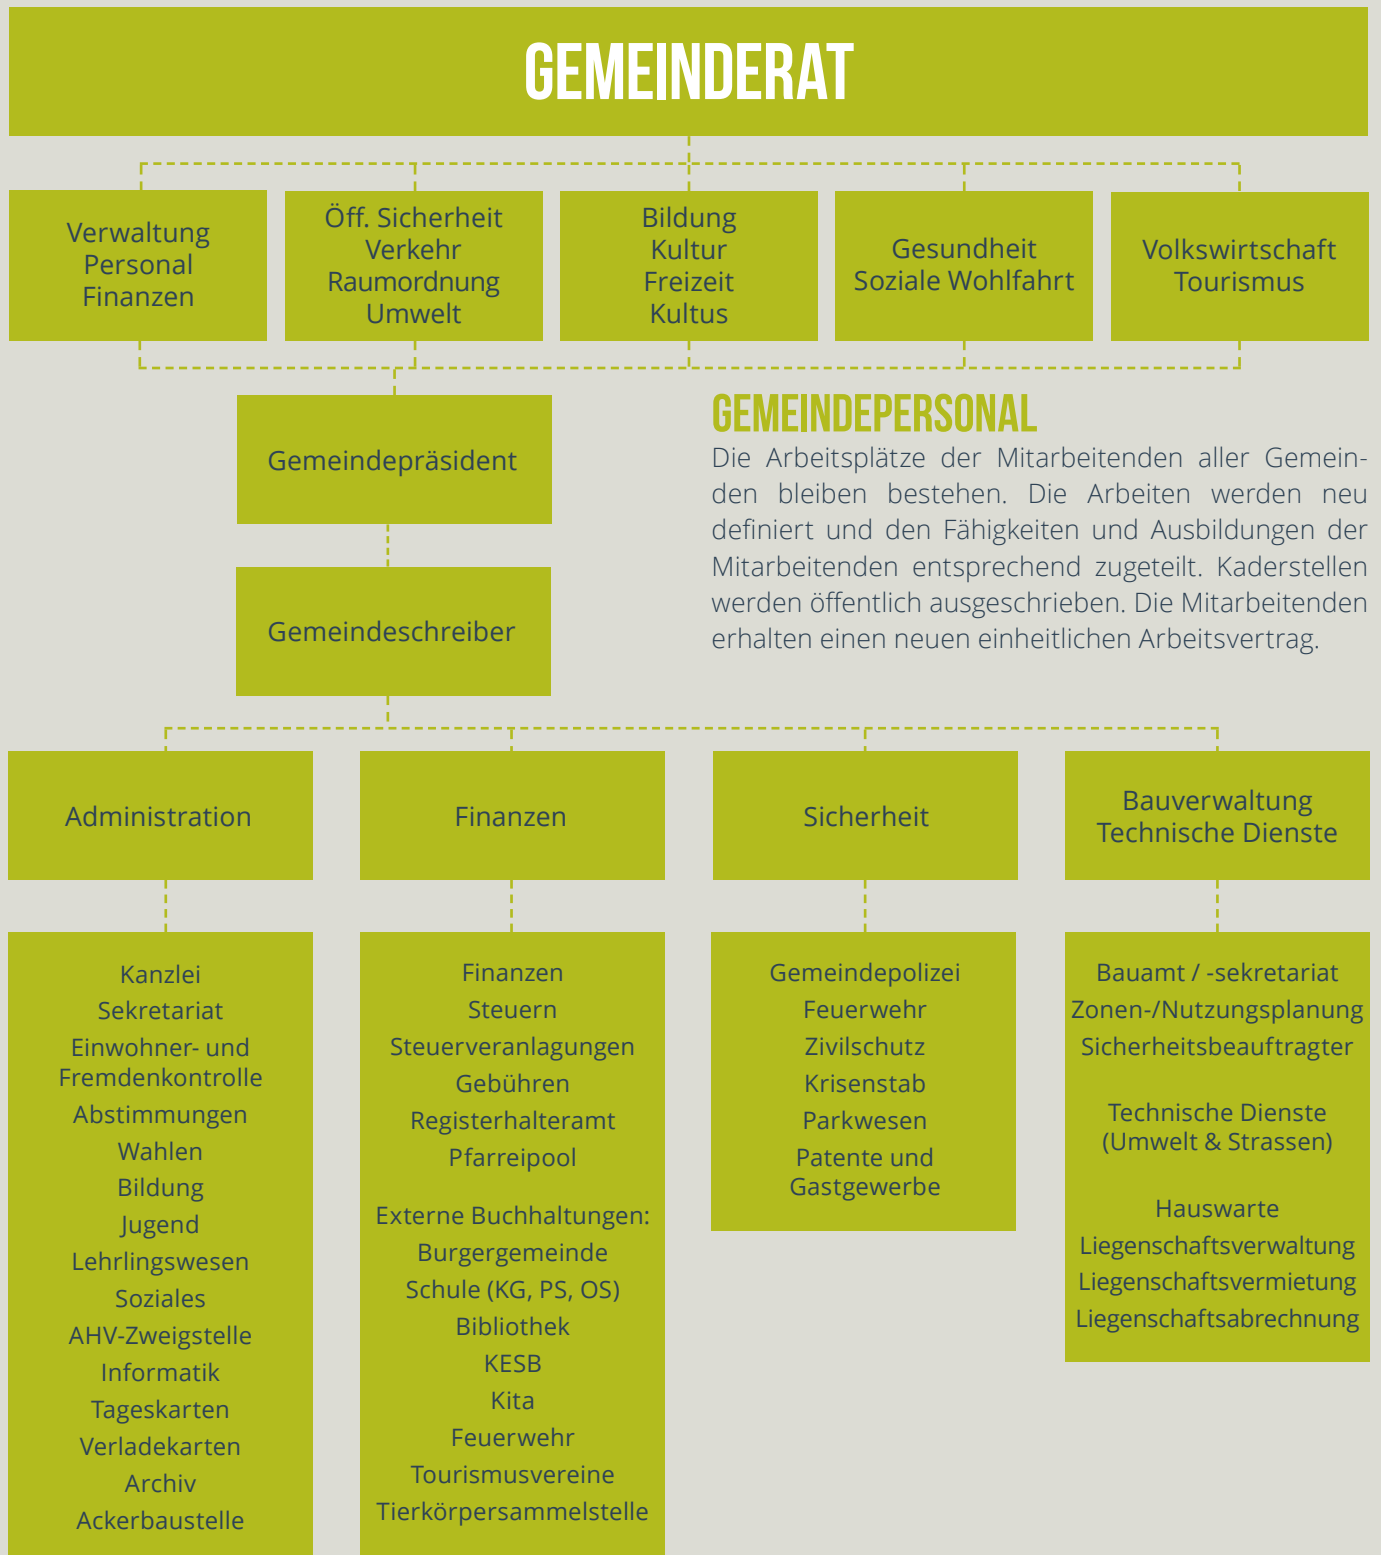 GEMEINDERAT
Verwaltung
Personal
Finanzen
Öff. Sicherheit
Verkehr
Raumordnung
Umwelt
Bildung
Kultur
Freizeit
Kultus
Gesundheit
Soziale Wohlfahrt
Volkswirtschaft
Tourismus
Gemeindepräsident
GEMEINDEPERSONAL
Die Arbeitsplätze der Mitarbeitenden aller Gemein-
den bleiben bestehen. Die Arbeiten werden neu
definiert und den Fähigkeiten und Ausbildungen der
Mitarbeitenden entsprechend zugeteilt. Kaderstellen
werden öffentlich ausgeschrieben. Die Mitarbeitenden
erhalten einen neuen einheitlichen Arbeitsvertrag.
Gemeindeschreiber
Administration
Finanzen
Sicherheit
Bauverwaltung
Technische Dienste
Kanzlei
Sekretariat
Einwohner- und
Fremdenkontrolle
Abstimmungen
Wahlen
Bildung
Jugend
Lehrlingswesen
Soziales
AHV-Zweigstelle
Informatik
Tageskarten
Verladekarten
Archiv
Ackerbaustelle
Finanzen
Steuern
Steuerveranlagungen
Gebühren
Registerhalteramt
Pfarreipool
Externe Buchhaltungen:
Burgergemeinde
Schule (KG, PS, OS)
Bibliothek
KESB
Kita
Feuerwehr
Tourismusvereine
Tierkörpersammelstelle
Gemeindepolizei
Feuerwehr
Zivilschutz
Krisenstab
Parkwesen
Patente und
Gastgewerbe
Bauamt / -sekretariat
Zonen-/Nutzungsplanung
Sicherheitsbeauftragter
Technische Dienste
(Umwelt & Strassen)
Hauswarte
Liegenschaftsverwaltung
Liegenschaftsvermietung
Liegenschaftsabrechnung